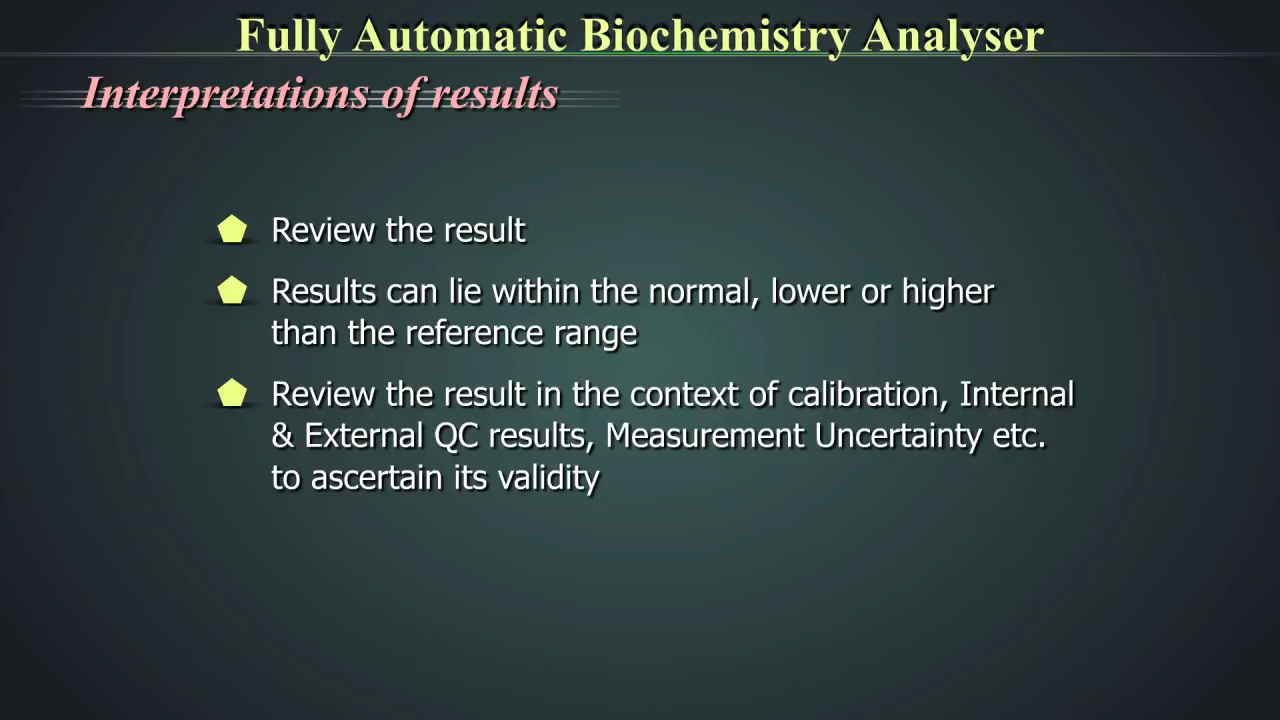 Fully Automatic Biochemistry Analyser
Interpretations of results
Review the result
Results can lie within the normal, lower or higher
than the reference range
Review the result in the context of calibration, Internal
& External QC results, Measurement Uncertainty etc.
to ascertain its validity